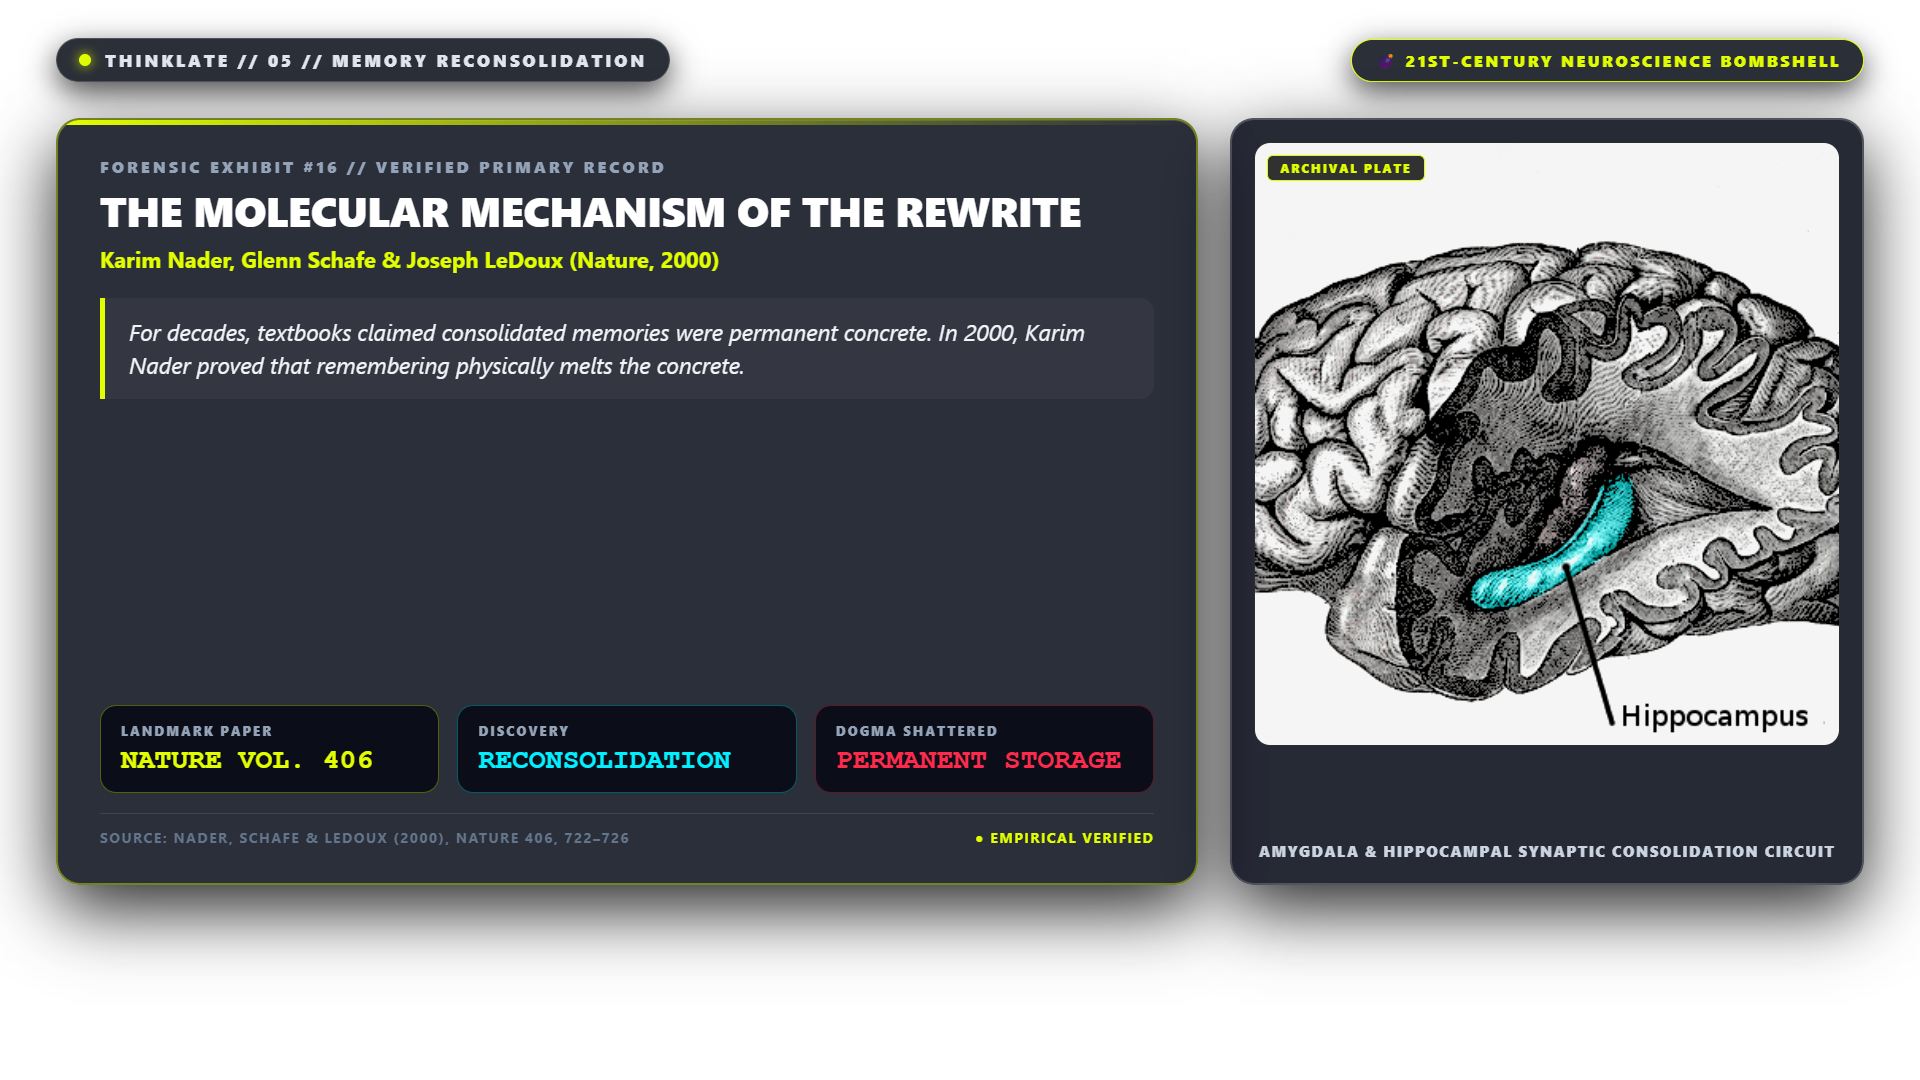 THINKLATE // 05 // MEMORY RECONSOLIDATION
21ST-CENTURY NEUROSCIENCE BOMBSHELL
FORENSIC EXHIBIT #16 // VERIFIED PRIMARY RECORD
THE MOLECULAR MECHANISM OF THE REWRITE
Karim Nader, Glenn Schafe & Joseph LeDoux (Nature, 2000)
For decades, textbooks claimed consolidated memories were permanent concrete. In 2000, Karim
Nader proved that remembering physically melts the concrete.
LANDMARK PAPER
NATURE VOL. 406
DISCOVERY
RECONSOLIDATION
DOGMA SHATTERED
PERMANENT STORAGE
SOURCE: NADER, SCHAFE & LEDOUX (2000), NATURE 406, 722–726
● EMPIRICAL VERIFIED
ARCHIVAL PLATE
Hippocampus
AMYGDALA & HIPPOCAMPAL SYNAPTIC CONSOLIDATION CIRCUIT